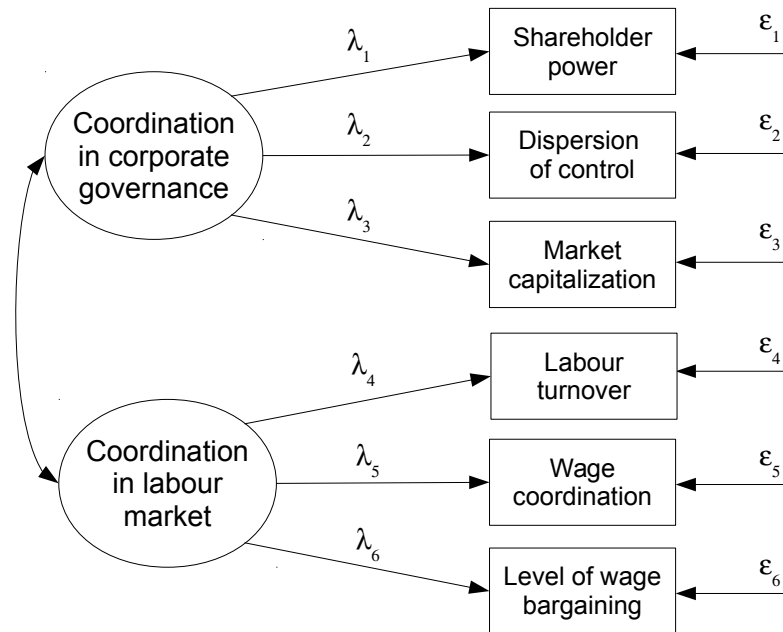 λ1
Shareholder
power
ε1
Coordination
in corporate
governance
λ2
Dispersion
of control
ε2
λ3
Market
capitalization
ε3
λ4
Labour
turnover
ε4
Coordination
in labour
market
λ5
Wage
coordination
ε5
λ6
Level of wage
bargaining
ε6